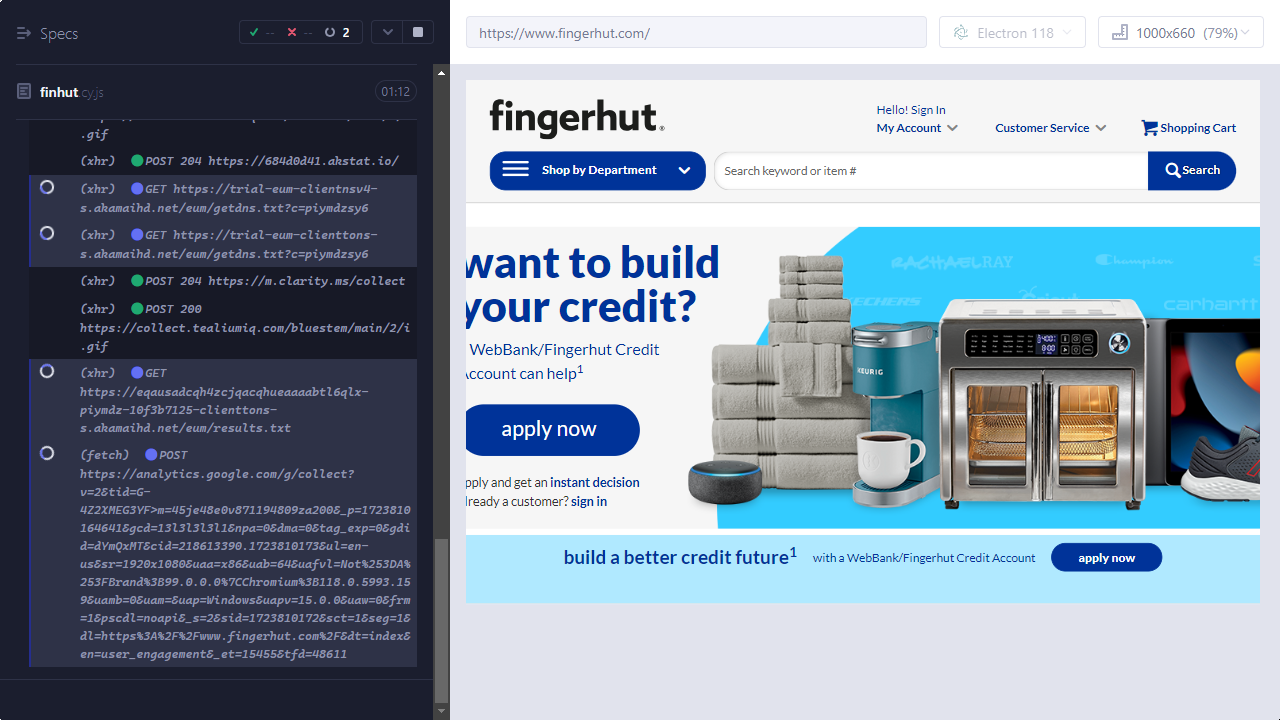 Specs
--
--
2
https://www.fingerhut.com/
Electron 118
1000x660 (79%)
finhut.cy.js
01:12
.gif
(xhr) POST 204 https://684d0d41.akstat.io/
(xhr) GET https://trial-eum-clientnsv4-
s.akamaihd.net/eum/getdns.txt?c=piymdzsy6
(xhr) GET https://trial-eum-clienttons-
s.akamaihd.net/eum/getdns.txt?c=piymdzsy6
(xhr) POST 204 https://m.clarity.ms/collect
(xhr) POST 200
https://collect.tealiumiq.com/bluestem/main/2/i
.gif
(xhr) GET
https://eqausadcqh4zcjqacqhueaaaabtl6qlx-
piymdz-10f3b7125-clienttons-
s.akamaihd.net/eum/results.txt
(fetch) POST
https://analytics.google.com/g/collect?
v=2&tid=G-
4Z2XMEG3YF>m=45je48e0v871194809za200&_p=1723810
164641&gcd=13l3l3l3l1&npa=0&dma=0&tag_exp=0&gdi
d=dYmQxMT&cid=218613390.1723810173&ul=en-
us&sr=1920x1080&uaa=x86&uab=64&uafvl=Not%253DA%
253FBrand%3B99.0.0.0%7CChromium%3B118.0.5993.15
9&uamb=0&uam=&uap=Windows&uapv=15.0.0&uaw=0&frm
=1&pscdl=noapi&_s=2&sid=1723810172&sct=1&seg=1&
dl=https%3A%2F%2Fwww.fingerhut.com%2F&dt=index&
en=user_engagement&_et=15455&tfd=48611
fingerhut®
Hello! Sign In
My Account
Customer Service
Shopping Cart
Shop by Department
Search keyword or item #
Search
want to build
your credit?
WebBank/Fingerhut Credit
Account can help1
apply now
pply and get an instant decision
lready a customer? sign in
RACHAEL RAY
Champion
SKECHERS
cricut
carhartt
KEURIG
build a better credit future1
with a WebBank/Fingerhut Credit Account
apply now